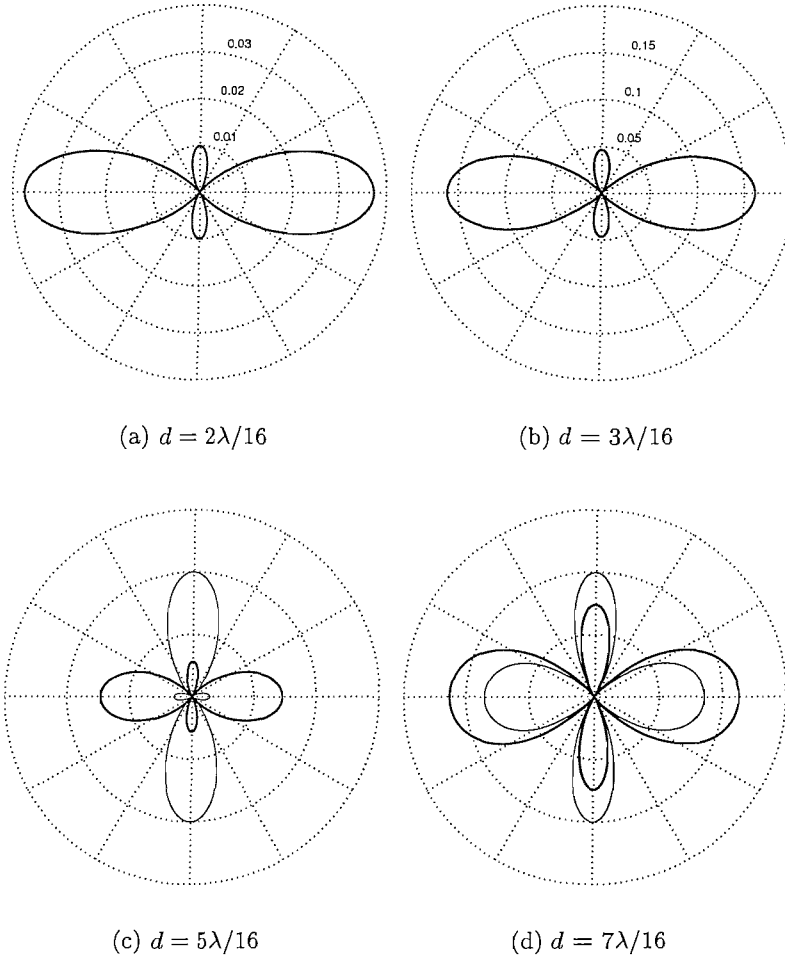 0.03
0.02
0.01
0.15
0.1
0.05
(a) d = 2λ/16
(b) d = 3λ/16
(c) d = 5λ/16
(d) d = 7λ/16